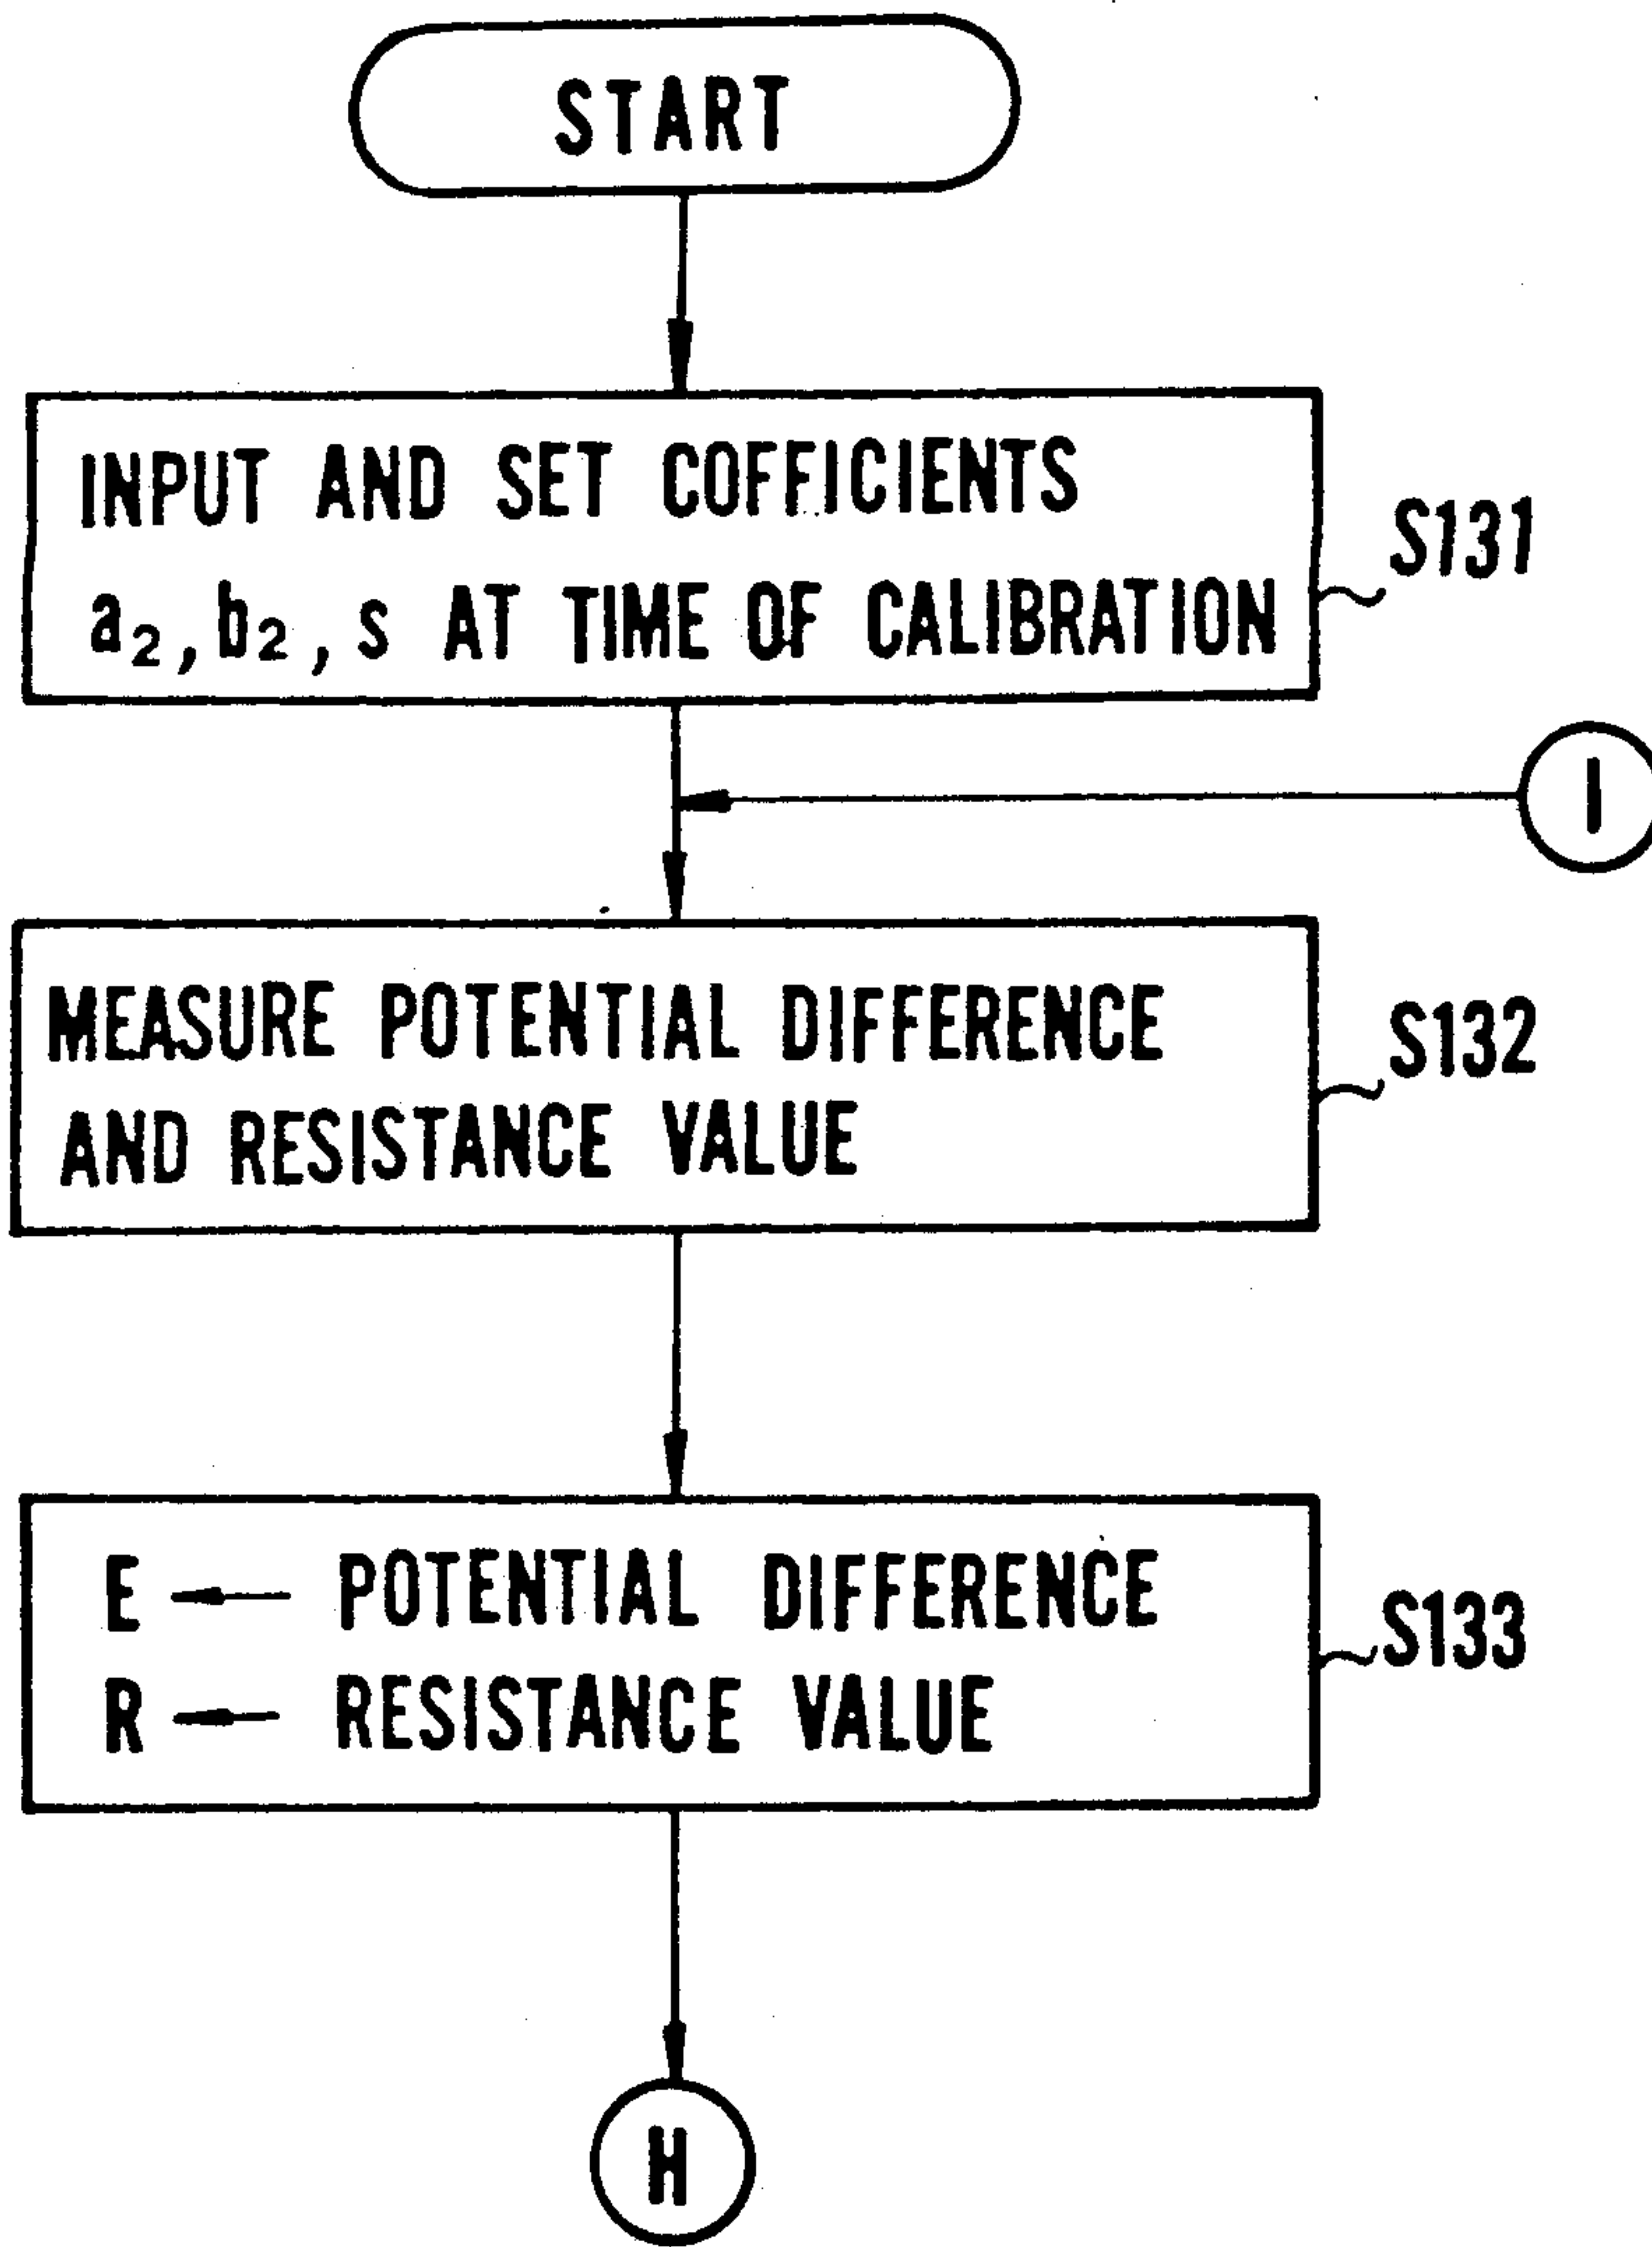 START
INPUT AND SET COFFICIENTS
a₂, b₂, s AT TIME OF CALIBRATION
S131
I
MEASURE POTENTIAL DIFFERENCE
AND RESISTANCE VALUE
S132
E ← POTENTIAL DIFFERENCE
R ← RESISTANCE VALUE
S133
H